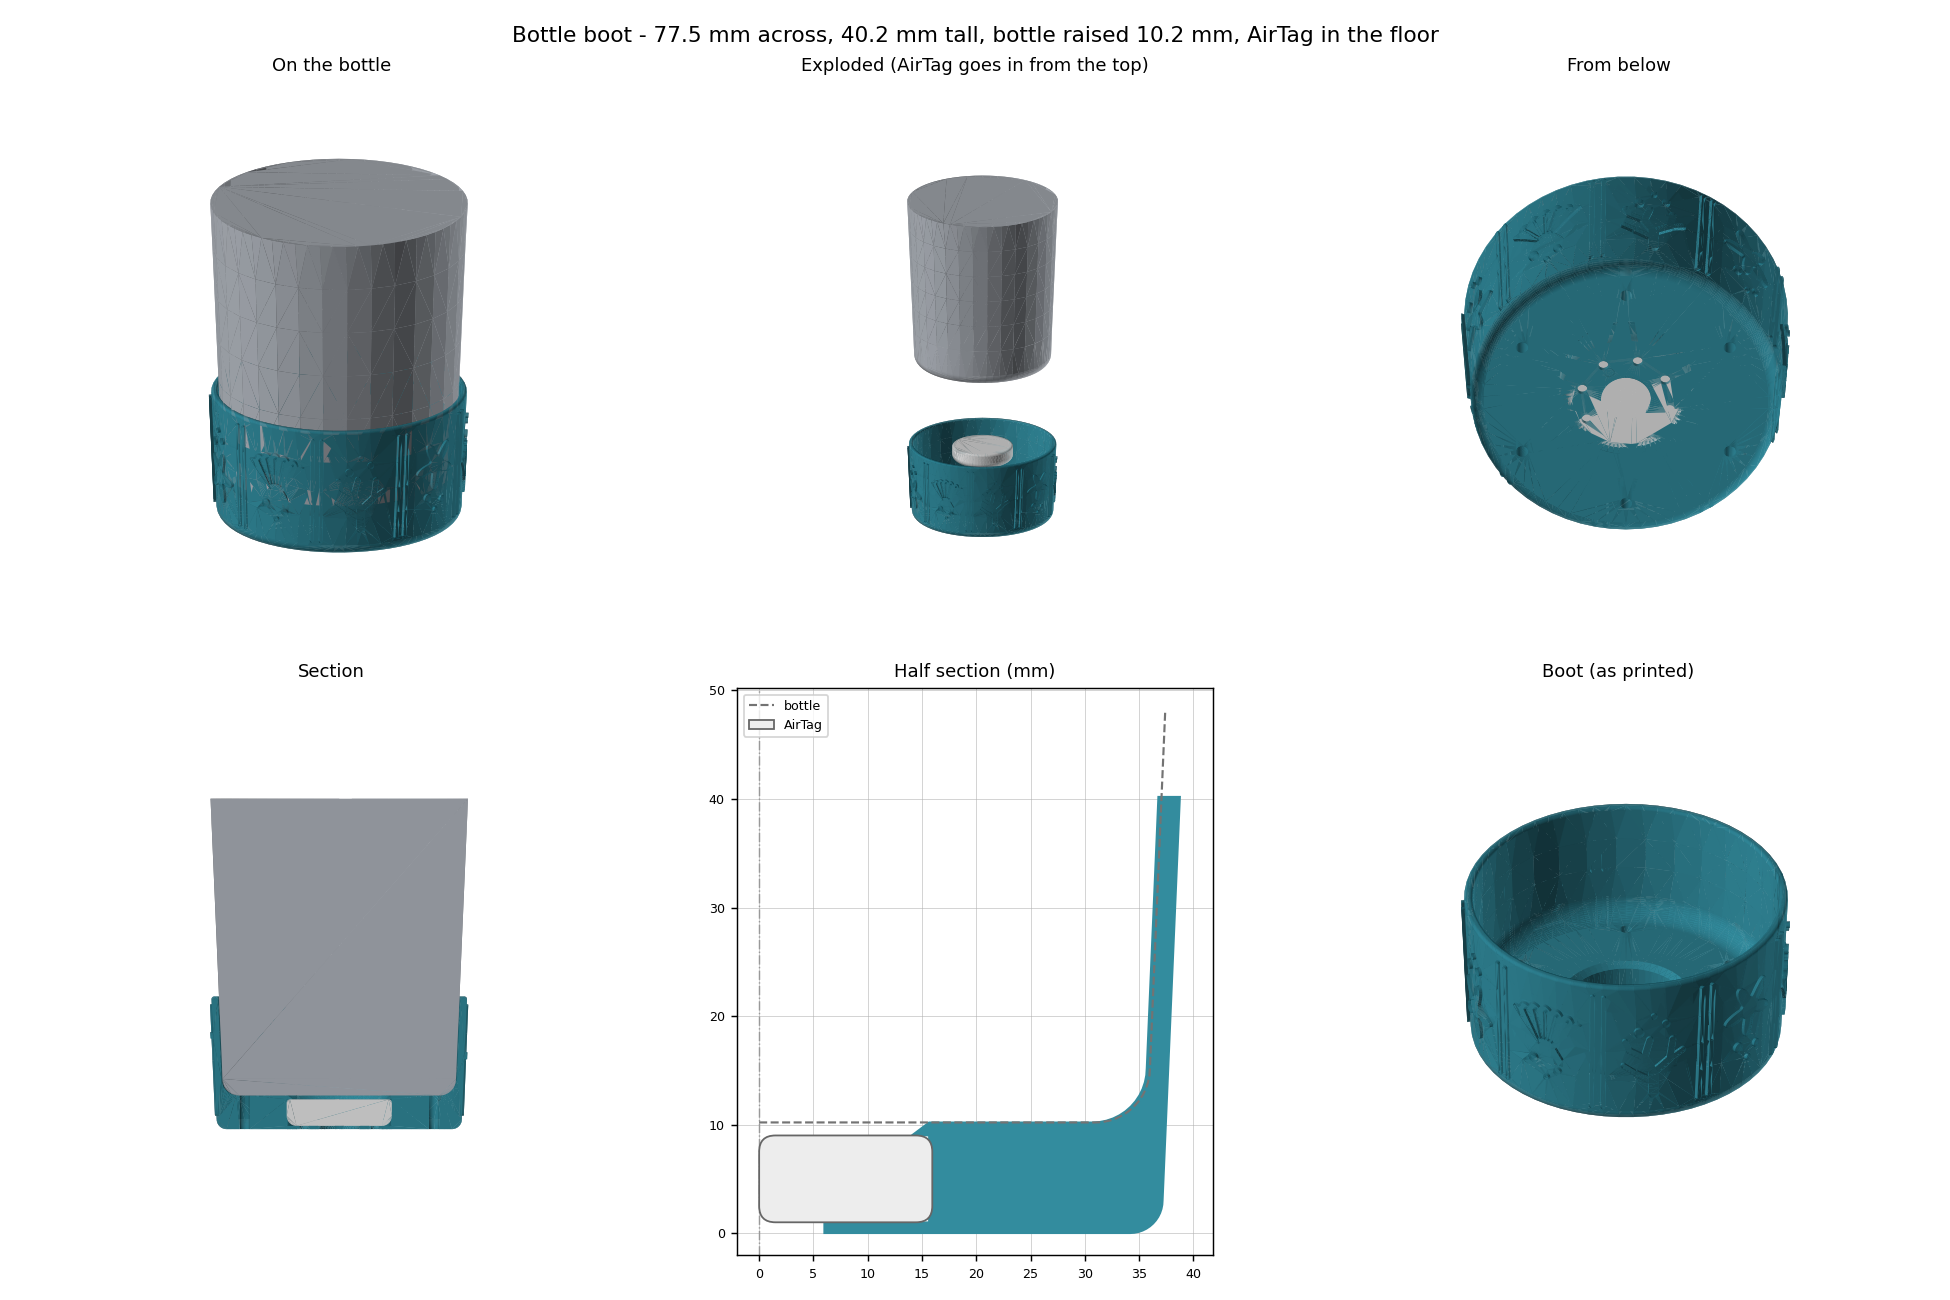 Bottle boot - 77.5 mm across, 40.2 mm tall, bottle raised 10.2 mm, AirTag in the floor
On the bottle
Exploded (AirTag goes in from the top)
From below
Section
Half section (mm)
Boot (as printed)
bottle
AirTag
50
40
30
20
10
0
0 5 10 15 20 25 30 35 40